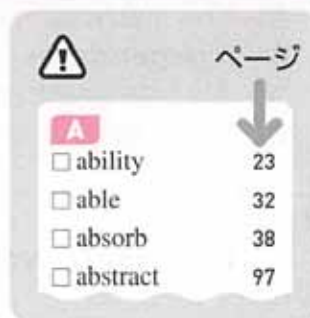 ページ
A
ability 23
able 32
absorb 38
abstract 97